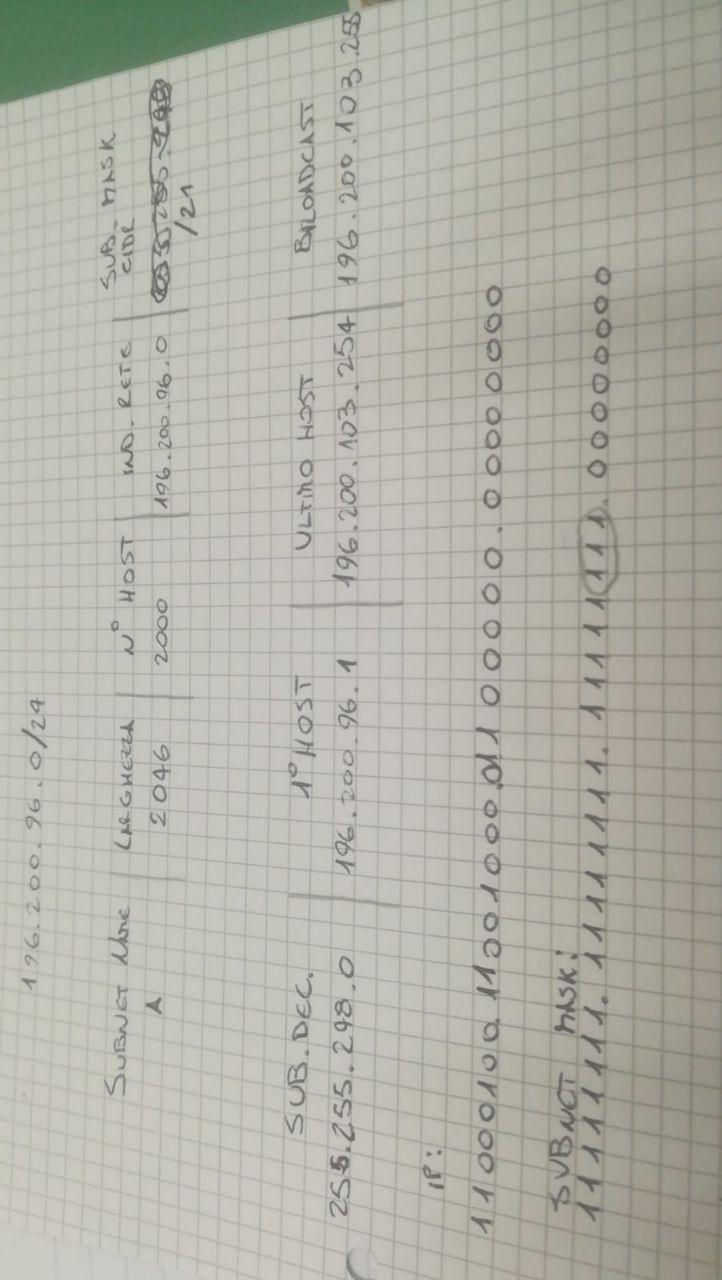 196.200.96.0/24
SUBNET NAME LARGHEZZA N° HOST IND. RETE SUB. MASK CIDR
A 2046 2000 196.200.96.0 /21
SUB. DEC. 1° HOST ULTIMO HOST BROADCAST
255.255.248.0 196.200.96.1 196.200.103.254 196.200.103.255
IP:
11000100.11001000.01100000.00000000
SUBNET MASK:
11111111.11111111.11111111.00000000